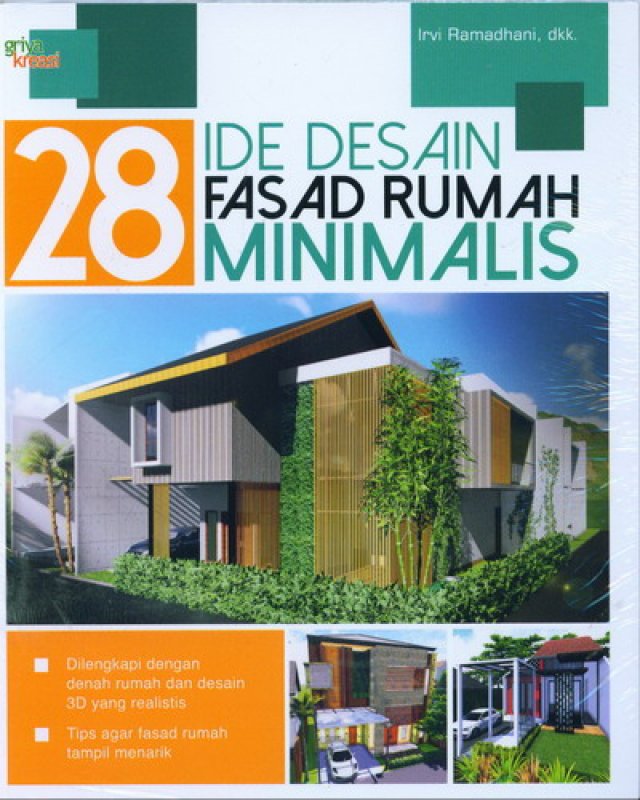 griya
kreasi
Irvi Ramadhani, dkk.
28
IDE DESAIN
FASAD RUMAH
MINIMALIS
Dilengkapi dengan
denah rumah dan desain
3D yang realistis
Tips agar fasad rumah
tampil menarik